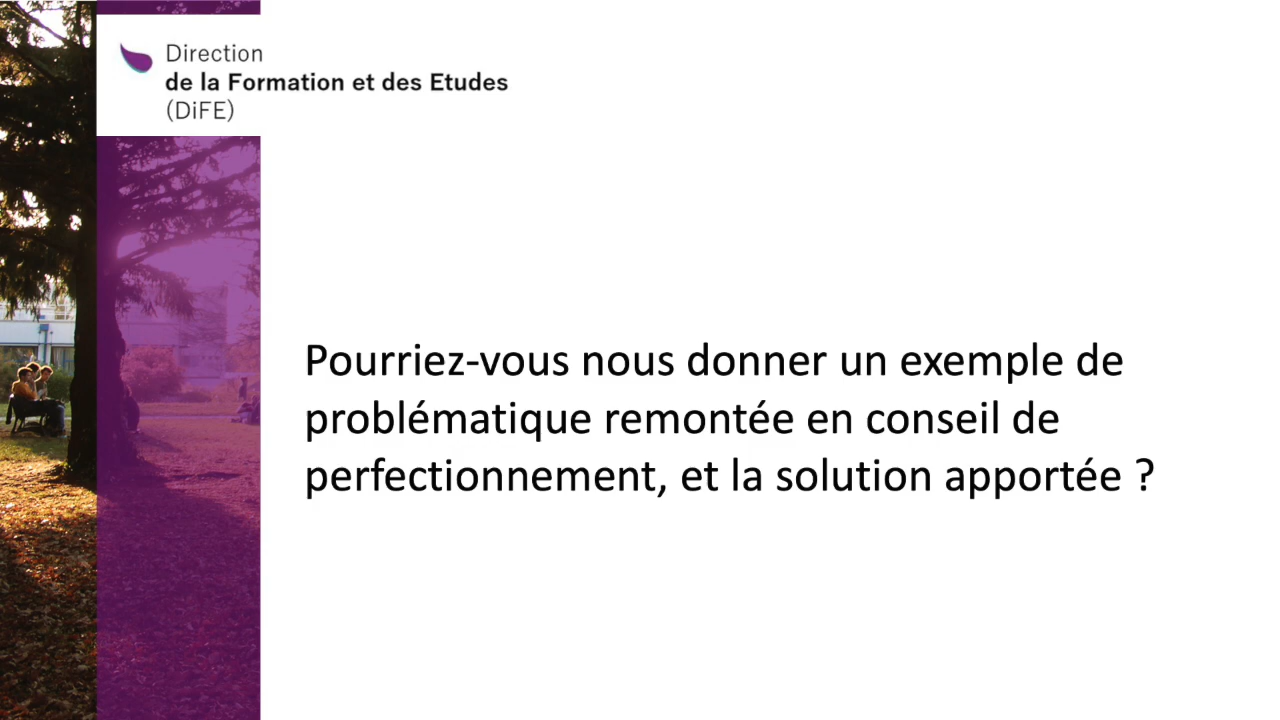 Direction
de la Formation et des Etudes
(DiFE)
Pourriez-vous nous donner un exemple de
problématique remontée en conseil de
perfectionnement, et la solution apportée ?